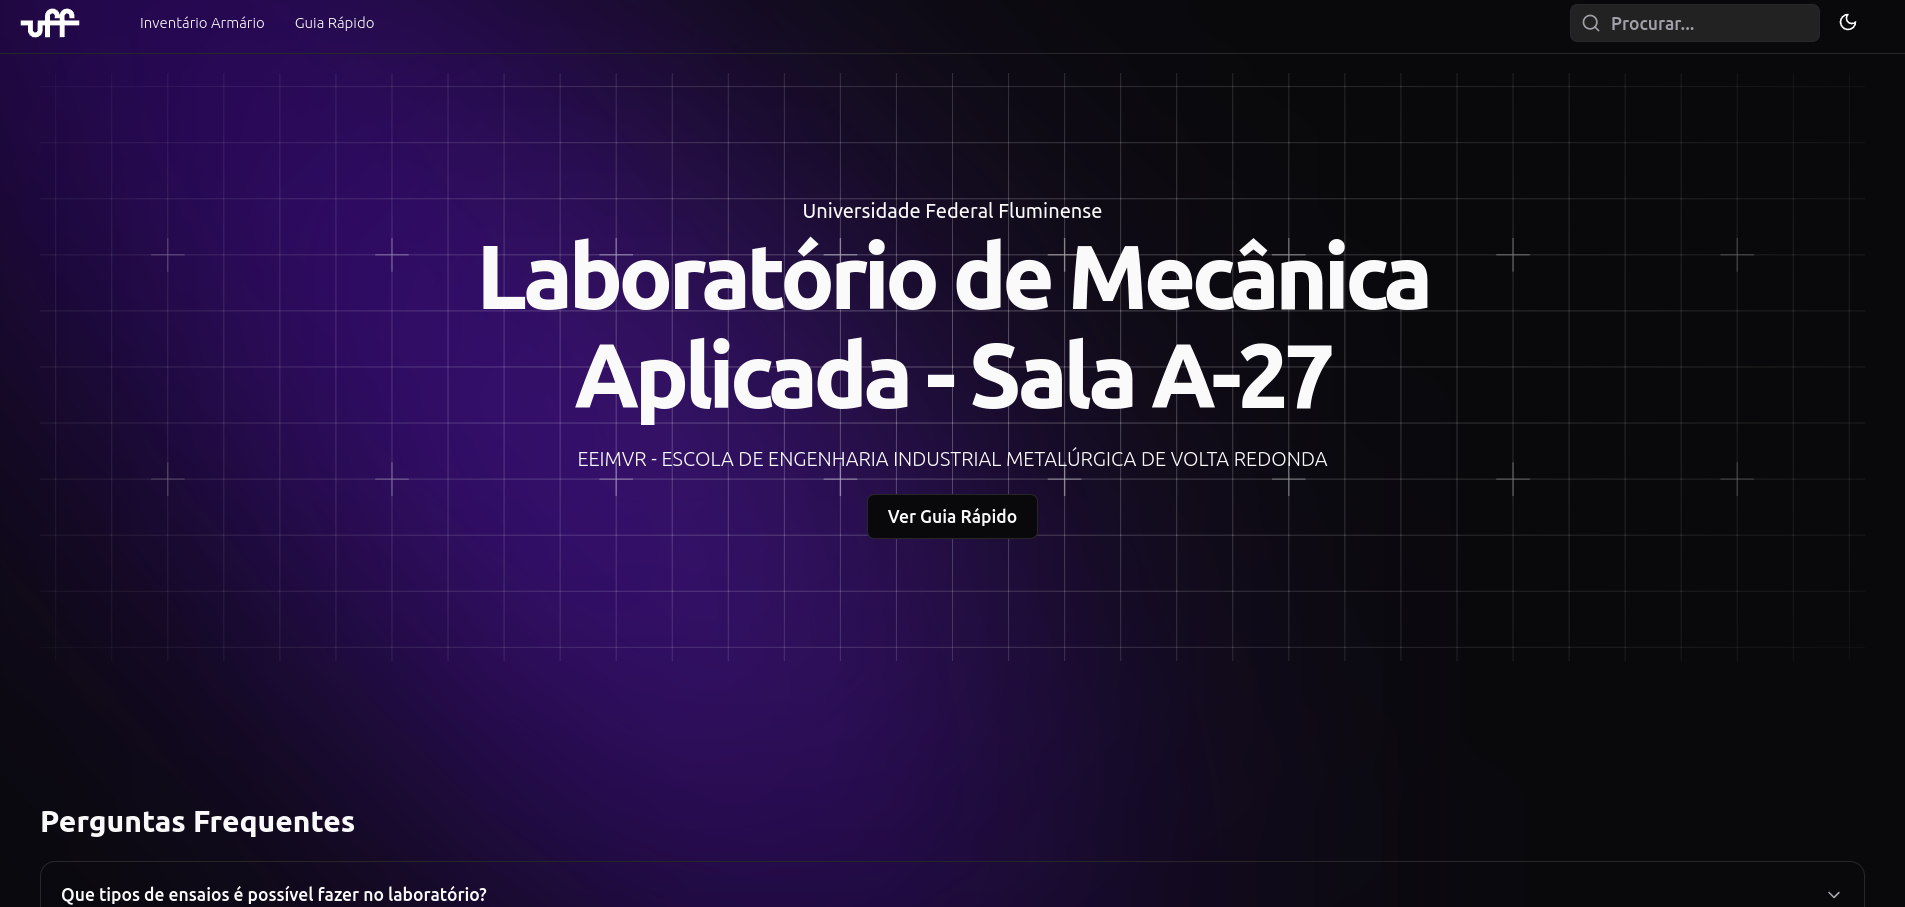 uff
Inventário Armário
Guia Rápido
Procurar...
Universidade Federal Fluminense
Laboratório de Mecânica
Aplicada - Sala A-27
EEIMVR - ESCOLA DE ENGENHARIA INDUSTRIAL METALÚRGICA DE VOLTA REDONDA
Ver Guia Rápido
Perguntas Frequentes
Que tipos de ensaios é possível fazer no laboratório?